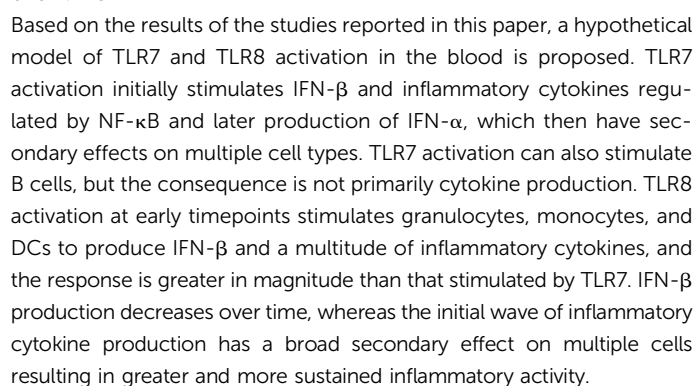 Based on the results of the studies reported in this paper, a hypothetical
model of TLR7 and TLR8 activation in the blood is proposed. TLR7
activation initially stimulates IFN-β and inflammatory cytokines regu-
lated by NF-κB and later production of IFN-α, which then have sec-
ondary effects on multiple cell types. TLR7 activation can also stimulate
B cells, but the consequence is not primarily cytokine production. TLR8
activation at early timepoints stimulates granulocytes, monocytes, and
DCs to produce IFN-β and a multitude of inflammatory cytokines, and
the response is greater in magnitude than that stimulated by TLR7. IFN-β
production decreases over time, whereas the initial wave of inflammatory
cytokine production has a broad secondary effect on multiple cells
resulting in greater and more sustained inflammatory activity.